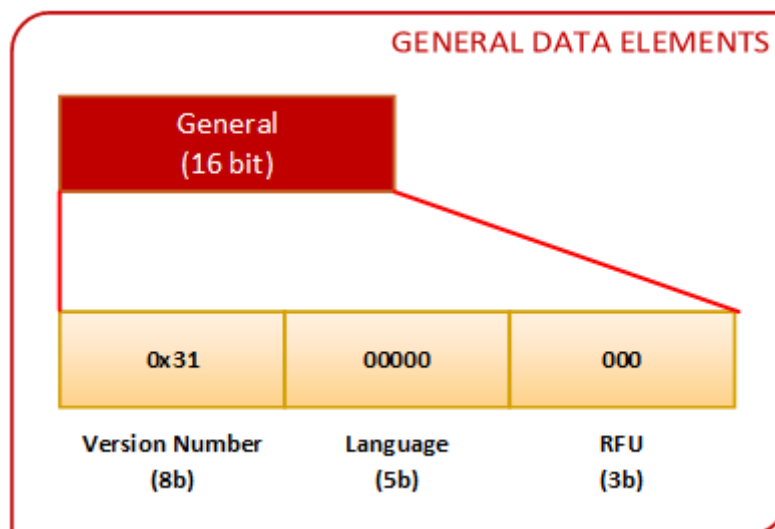 GENERAL DATA ELEMENTS
General
(16 bit)
0x31 00000 000
Version Number Language RFU
(8b) (5b) (3b)